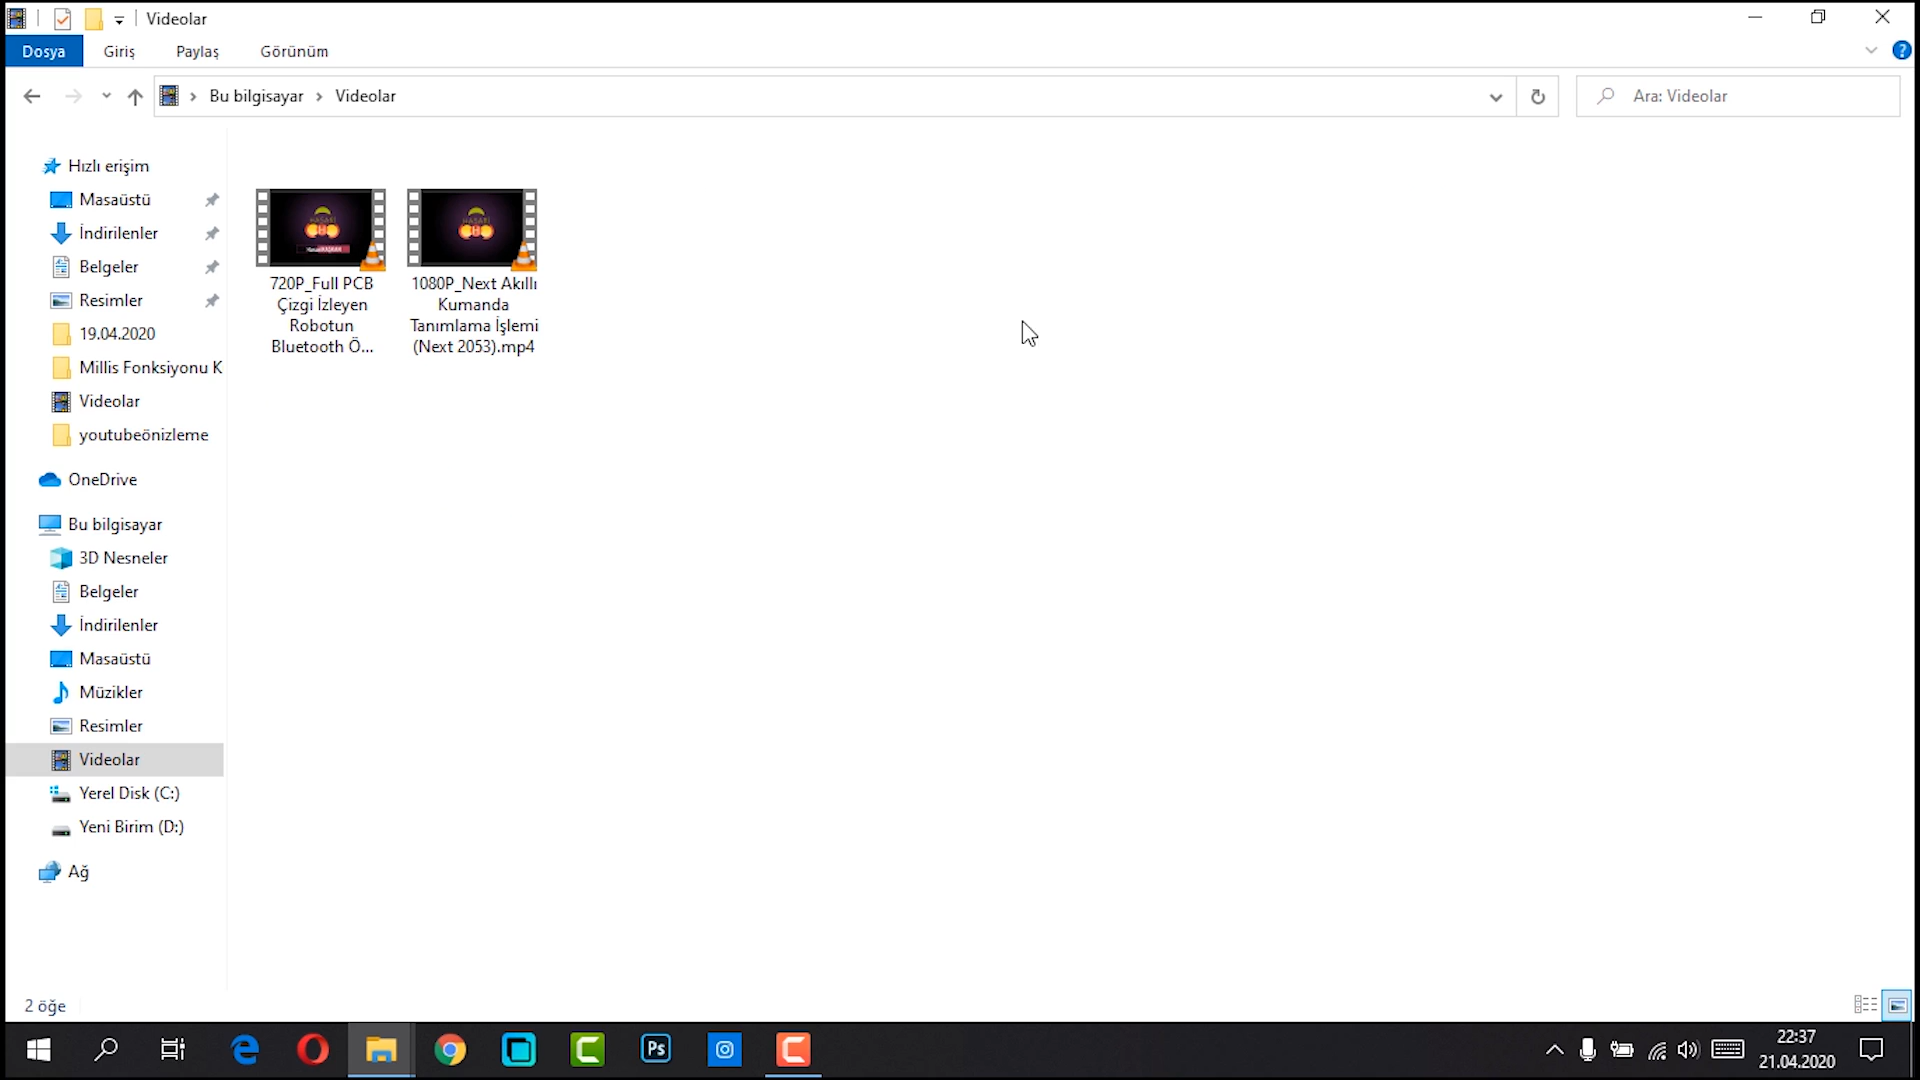 Videolar
Dosya Giriş Paylaş Görünüm
Bu bilgisayar Videolar
Ara: Videolar
Hızlı erişim
Masaüstü
İndirilenler
Belgeler
Resimler
19.04.2020
Millis Fonksiyonu K
Videolar
youtubeönizleme
OneDrive
Bu bilgisayar
3D Nesneler
Belgeler
İndirilenler
Masaüstü
Müzikler
Resimler
Videolar
Yerel Disk (C:)
Yeni Birim (D:)
Ağ
720P_Full PCB
Çizgi İzleyen
Robotun
Bluetooth Ö...
1080P_Next Akıllı
Kumanda
Tanımlama İşlemi
(Next 2053).mp4
2 öğe
Ps
22:37
21.04.2020